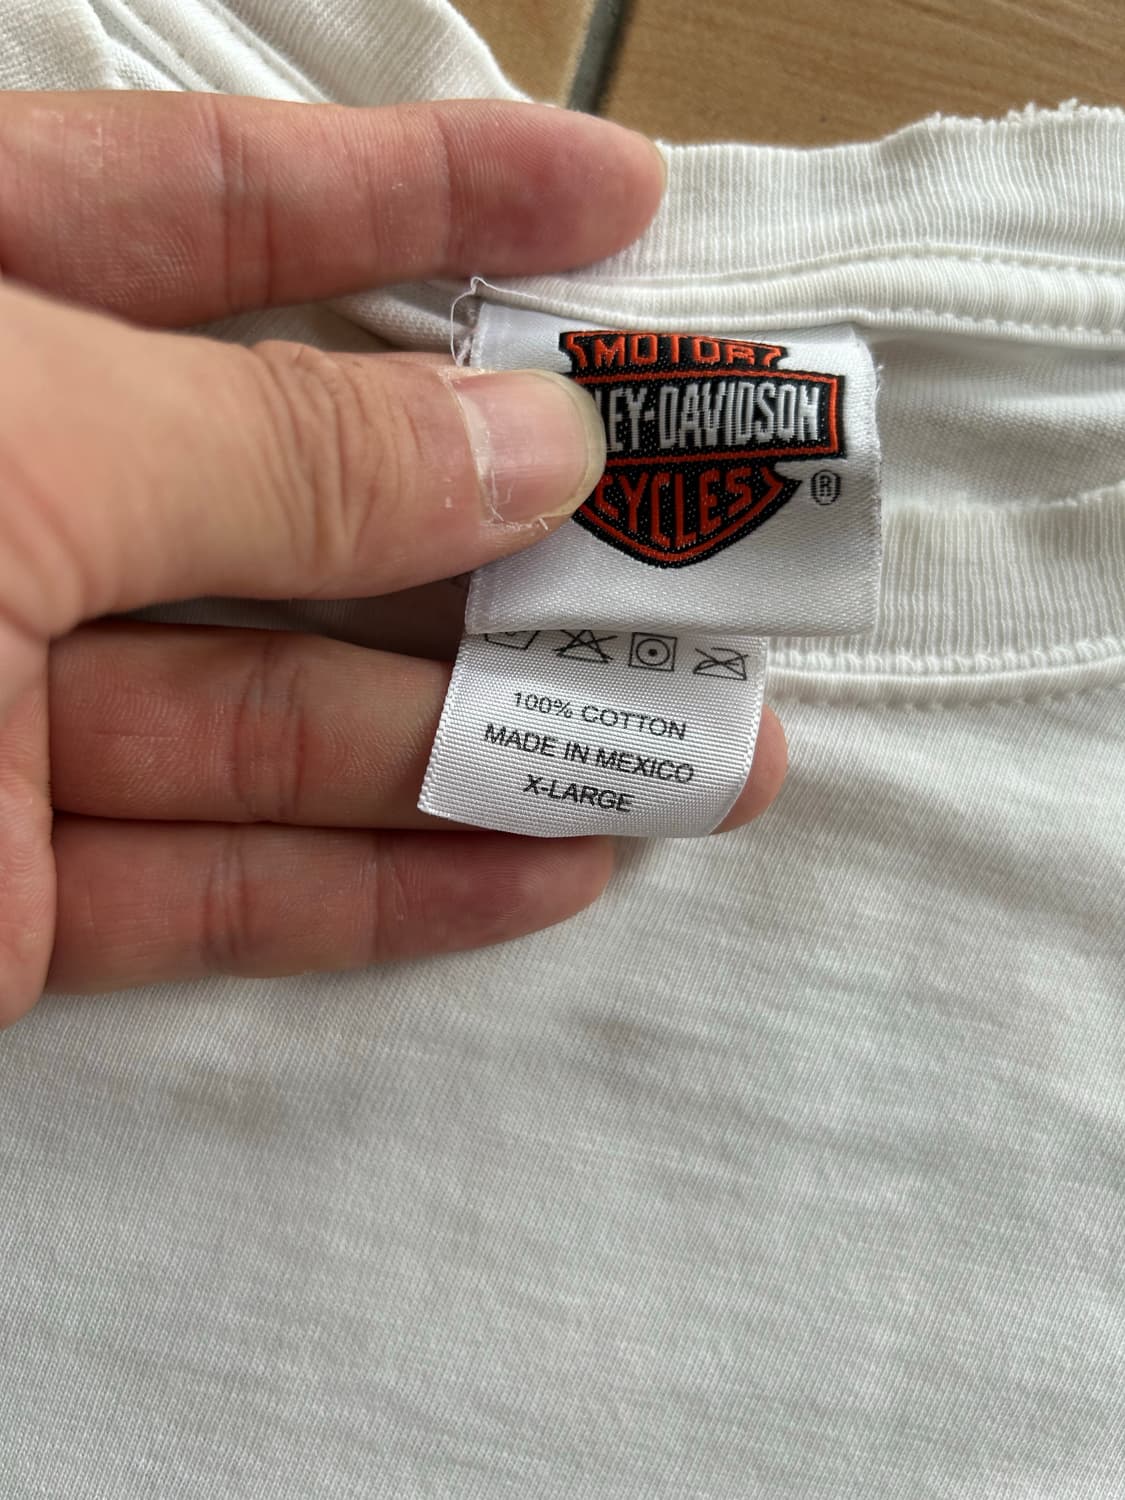 MOTOR
LEY-DAVIDSON
CYCLES
®
100% COTTON
MADE IN MEXICO
X-LARGE